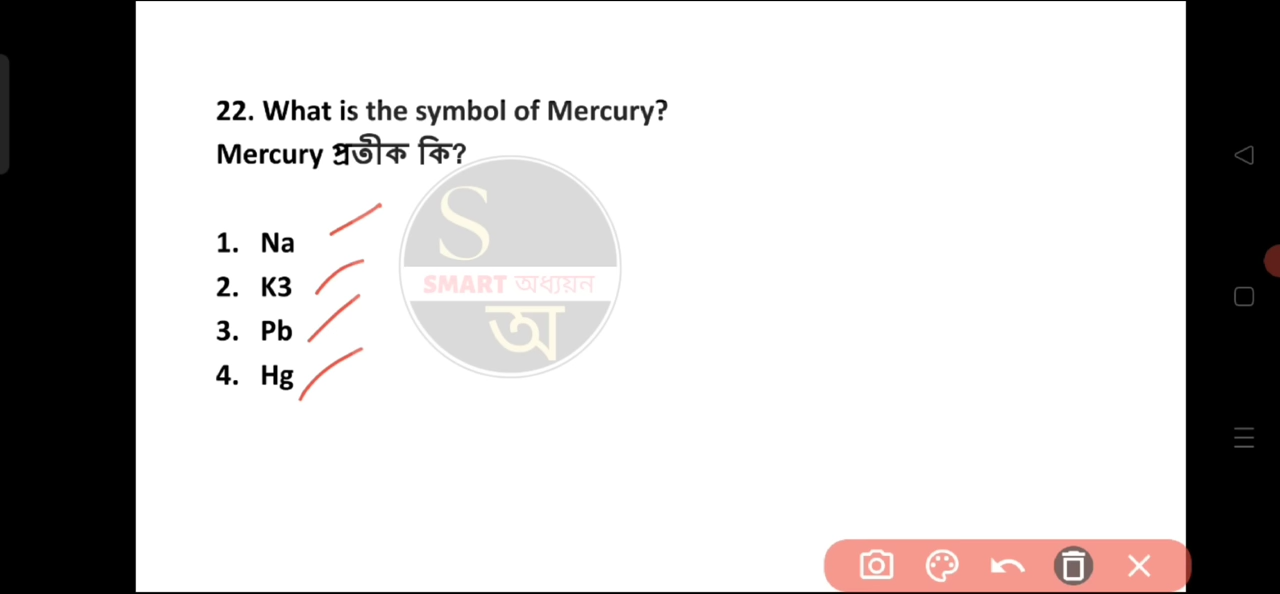 22. What is the symbol of Mercury?
Mercury প্রতীক কি?
1. Na
2. K3
3. Pb
4. Hg
S
SMART অধ্যয়ন
অ